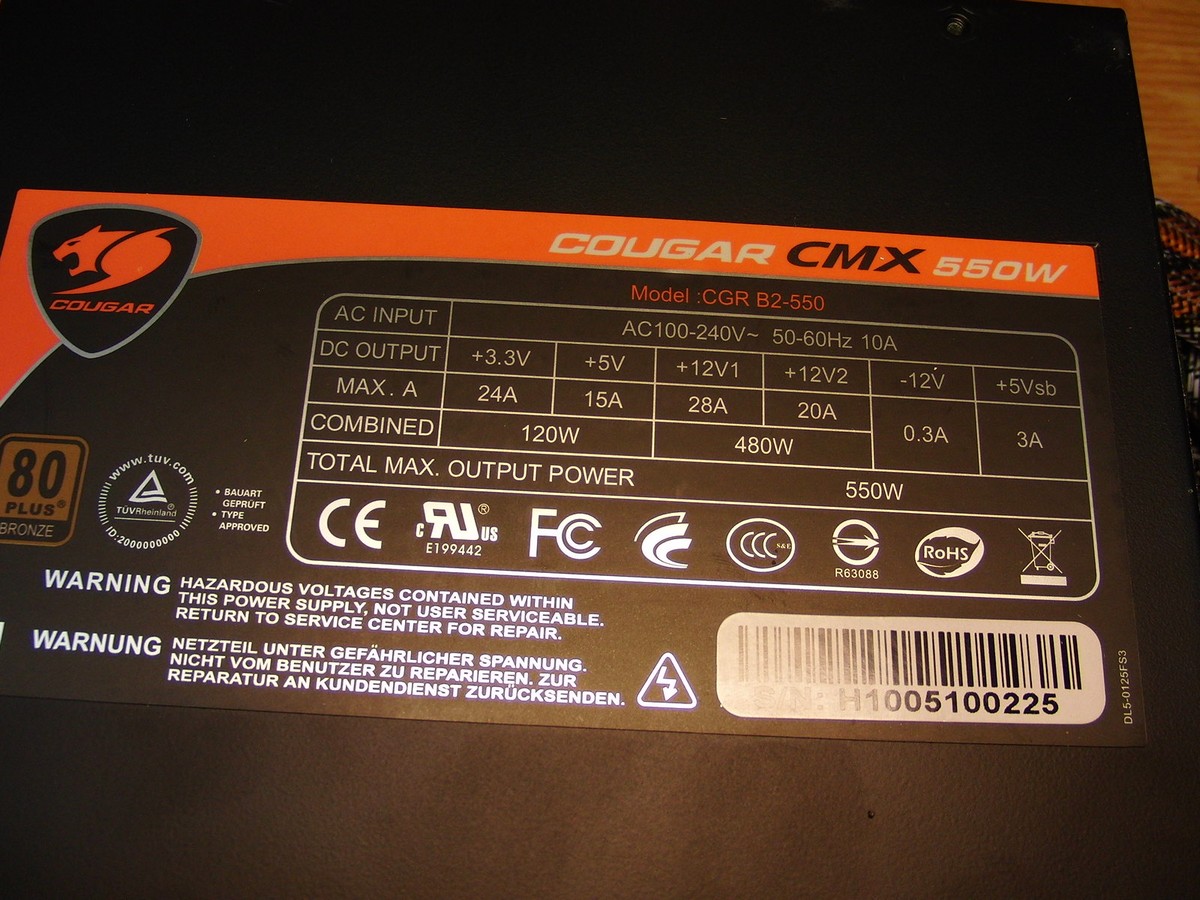 COUGAR
COUGAR CMX 550W
Model :CGR B2-550
AC INPUT AC100-240V~ 50-60Hz 10A
DC OUTPUT +3.3V +5V +12V1 +12V2 -12V +5Vsb
MAX. A 24A 15A 28A 20A 0.3A 3A
COMBINED 120W 480W
TOTAL MAX. OUTPUT POWER 550W
80
PLUS®
BRONZE
www.tuv.com
TÜVRheinland®
ID:2000000000
• BAUART
GEPRÜFT
• TYPE
APPROVED
CE
c RU® US
E199442
FC
CCC S&E
R63088
RoHS
WARNING HAZARDOUS VOLTAGES CONTAINED WITHIN
THIS POWER SUPPLY, NOT USER SERVICEABLE.
RETURN TO SERVICE CENTER FOR REPAIR.
WARNUNG NETZTEIL UNTER GEFÄHRLICHER SPANNUNG.
NICHT VOM BENUTZER ZU REPARIEREN. ZUR
REPARATUR AN KUNDENDIENST ZURÜCKSENDEN.
S/N: H1005100225
DL5-0125FS3